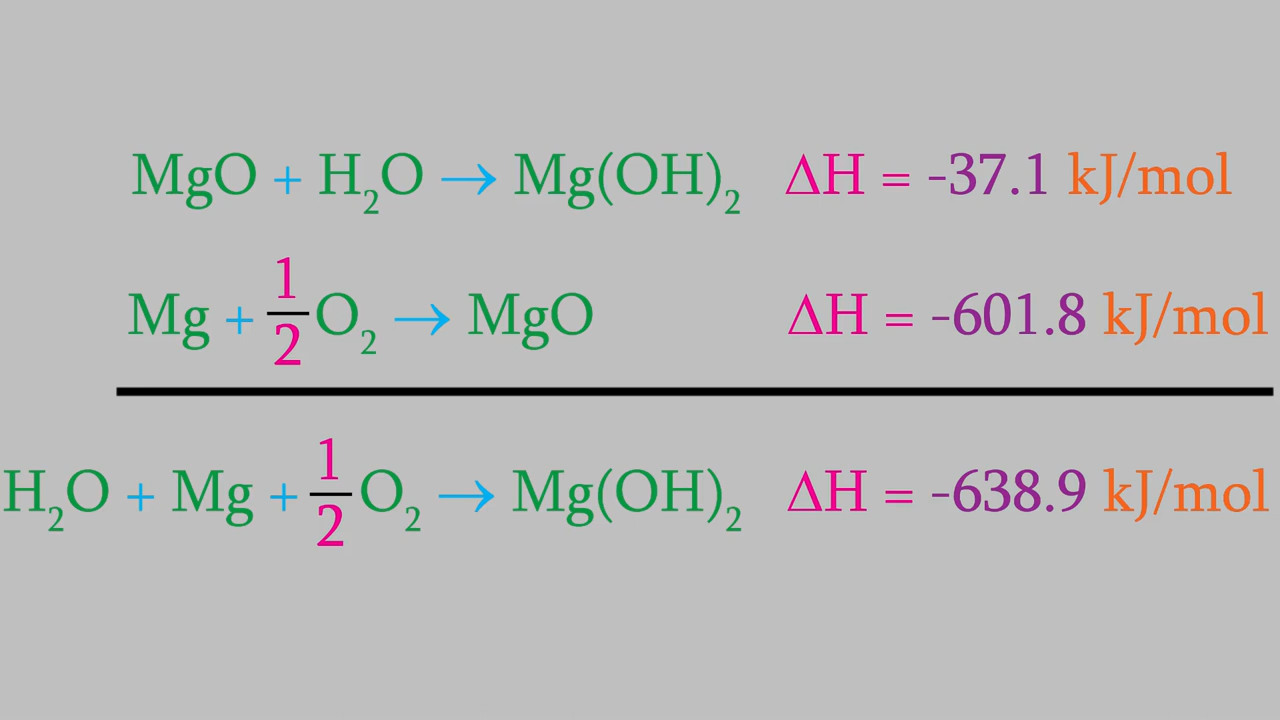 MgO + H₂O → Mg(OH)₂ ΔH = -37.1 kJ/mol
Mg + 1/2 O₂ → MgO ΔH = -601.8 kJ/mol
H₂O + Mg + 1/2 O₂ → Mg(OH)₂ ΔH = -638.9 kJ/mol